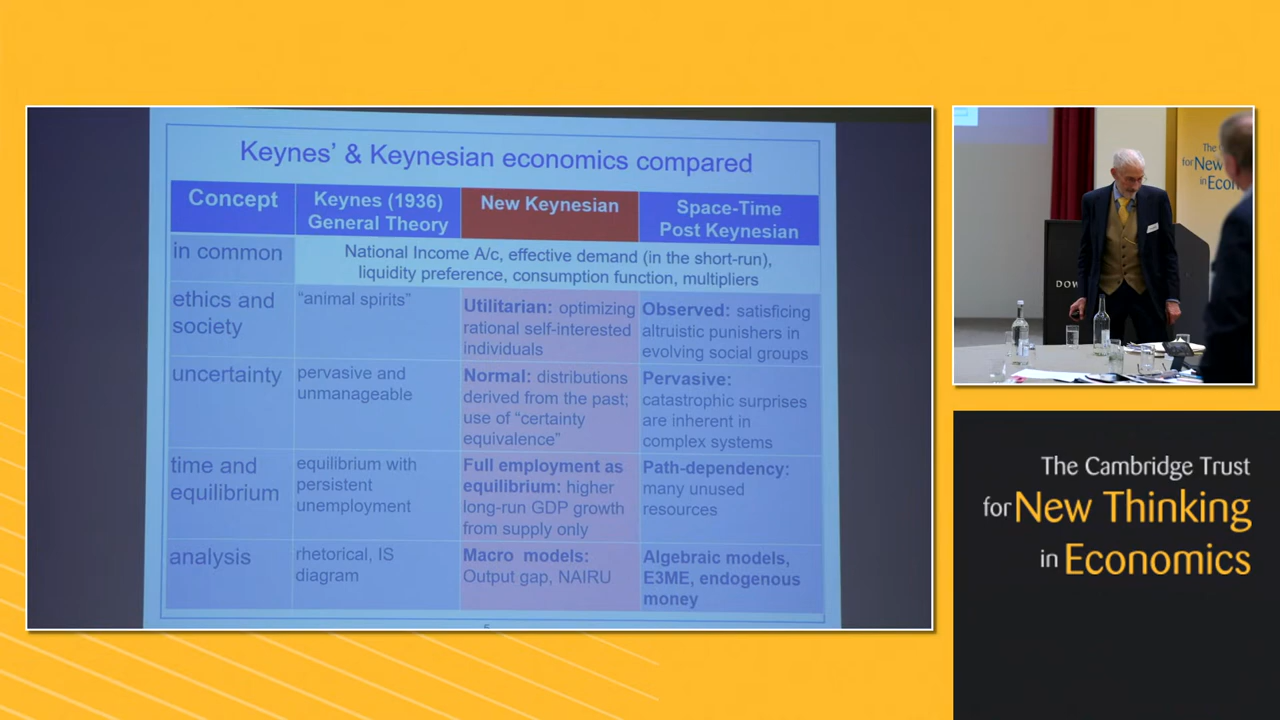 Keynes' & Keynesian economics compared
Concept
Keynes (1936)
General Theory
New Keynesian
Space-Time
Post Keynesian
in common
National Income A/c, effective demand (in the short-run),
liquidity preference, consumption function, multipliers
ethics and
society
“animal spirits”
Utilitarian: optimizing
rational self-interested
individuals
Observed: satisficing
altruistic punishers in
evolving social groups
uncertainty
pervasive and
unmanageable
Normal: distributions
derived from the past;
use of “certainty
equivalence”
Pervasive:
catastrophic surprises
are inherent in
complex systems
time and
equilibrium
equilibrium with
persistent
unemployment
Full employment as
equilibrium: higher
long-run GDP growth
from supply only
Path-dependency:
many unused
resources
analysis
rhetorical, IS
diagram
Macro models:
Output gap, NAIRU
Algebraic models,
E3ME, endogenous
money
The C
for New
in Econ
DOW
The Cambridge Trust
for New Thinking
in Economics